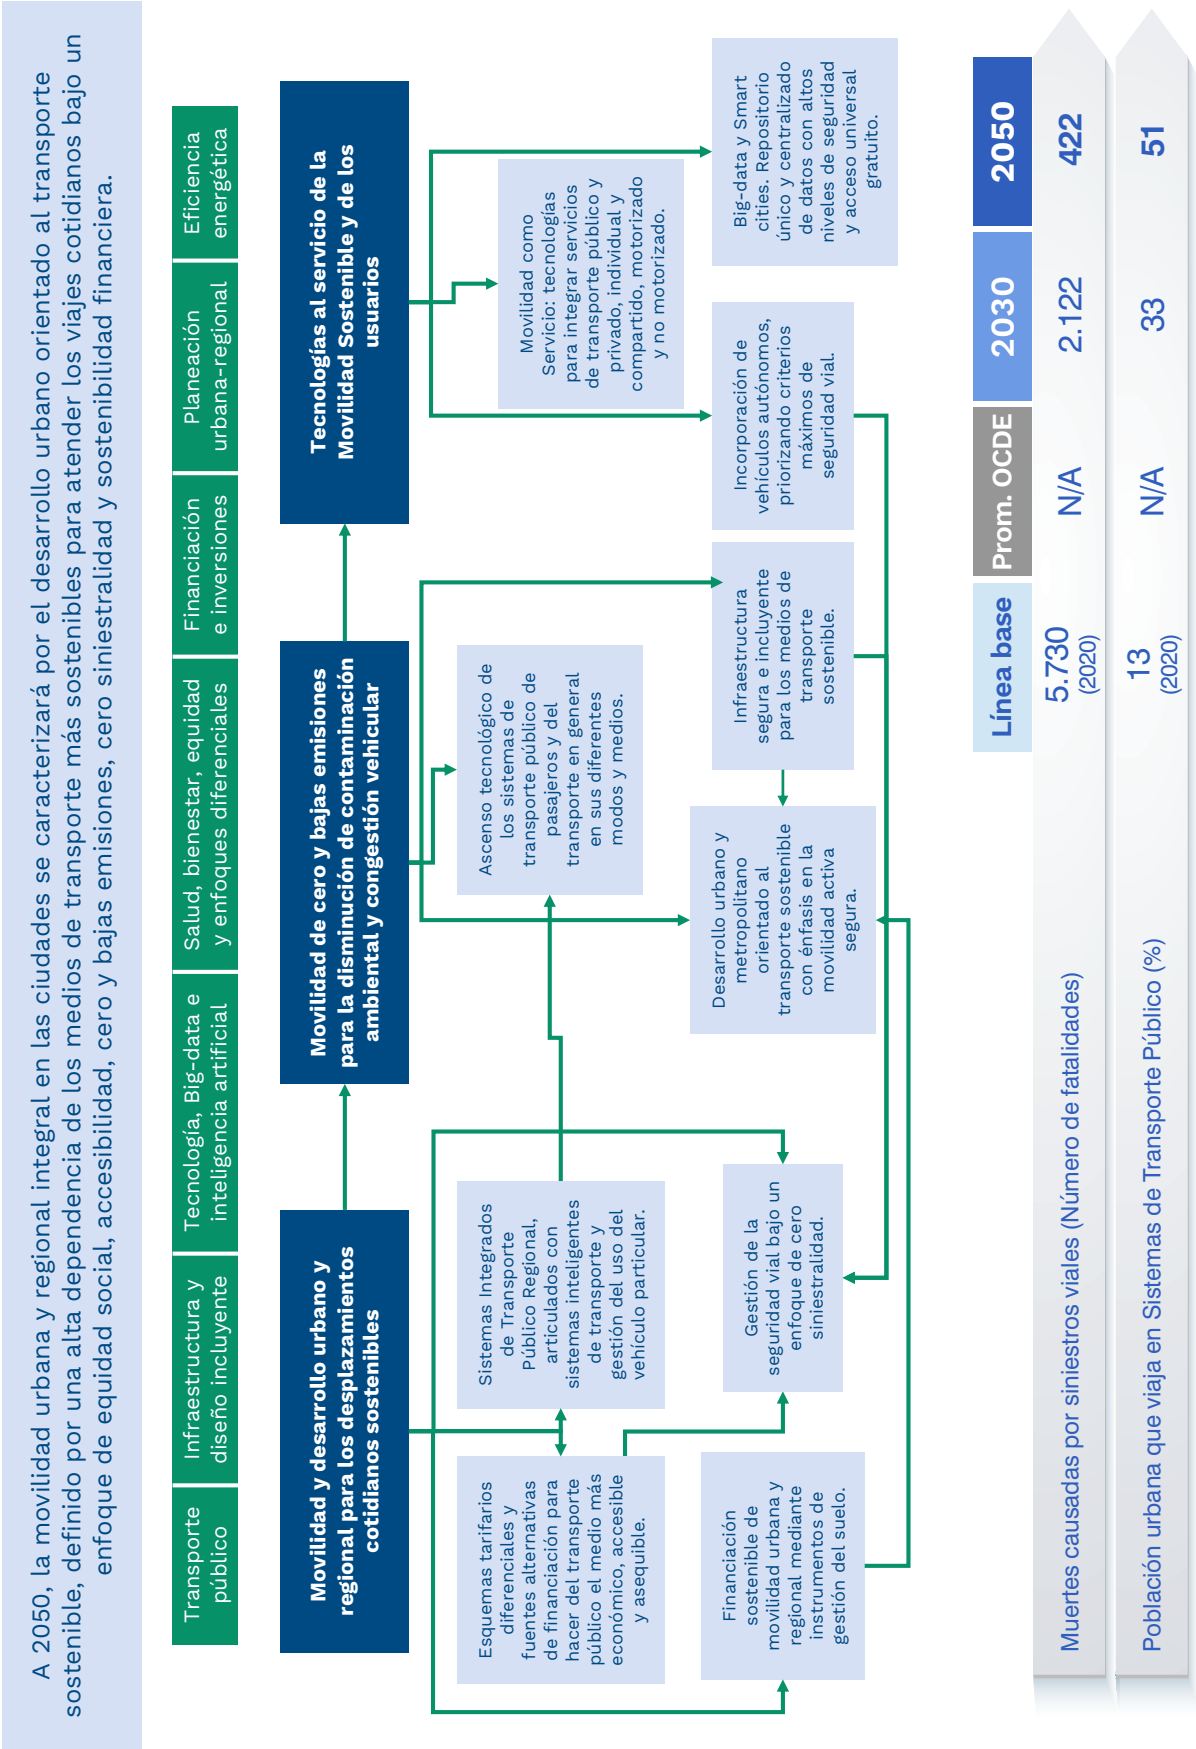 A 2050, la movilidad urbana y regional integral en las ciudades se caracterizará por el desarrollo urbano orientado al transporte
sostenible, definido por una alta dependencia de los medios de transporte más sostenibles para atender los viajes cotidianos bajo un
enfoque de equidad social, accesibilidad, cero y bajas emisiones, cero siniestralidad y sostenibilidad financiera.
Transporte
público
Infraestructura y
diseño incluyente
Tecnología, Big-data e
inteligencia artificial
Salud, bienestar, equidad
y enfoques diferenciales
Financiación
e inversiones
Planeación
urbana-regional
Eficiencia
energética
Movilidad y desarrollo urbano y
regional para los desplazamientos
cotidianos sostenibles
Movilidad de cero y bajas emisiones
para la disminución de contaminación
ambiental y congestión vehicular
Tecnologías al servicio de la
Movilidad Sostenible y de los
usuarios
Esquemas tarifarios
diferenciales y
fuentes alternativas
de financiación para
hacer del transporte
público el medio más
económico, accesible
y asequible.
Sistemas Integrados
de Transporte
Público Regional,
articulados con
sistemas inteligentes
de transporte y
gestión del uso del
vehículo particular.
Ascenso tecnológico de
los sistemas de
transporte público de
pasajeros y del
transporte en general
en sus diferentes
modos y medios.
Movilidad como
Servicio: tecnologías
para integrar servicios
de transporte público y
privado, individual y
compartido, motorizado
y no motorizado.
Financiación
sostenible de
movilidad urbana y
regional mediante
instrumentos de
gestión del suelo.
Gestión de la
seguridad vial bajo un
enfoque de cero
siniestralidad.
Desarrollo urbano y
metropolitano
orientado al
transporte sostenible
con énfasis en la
movilidad activa
segura.
Infraestructura
segura e incluyente
para los medios de
transporte
sostenible.
Incorporación de
vehículos autónomos,
priorizando criterios
máximos de
seguridad vial.
Big-data y Smart
cities. Repositorio
único y centralizado
de datos con altos
niveles de seguridad
y acceso universal
gratuito.
Línea base
Prom. OCDE
2030
2050
Muertes causadas por siniestros viales (Número de fatalidades)
5.730
(2020)
N/A
2.122
422
Población urbana que viaja en Sistemas de Transporte Público (%)
13
(2020)
N/A
33
51